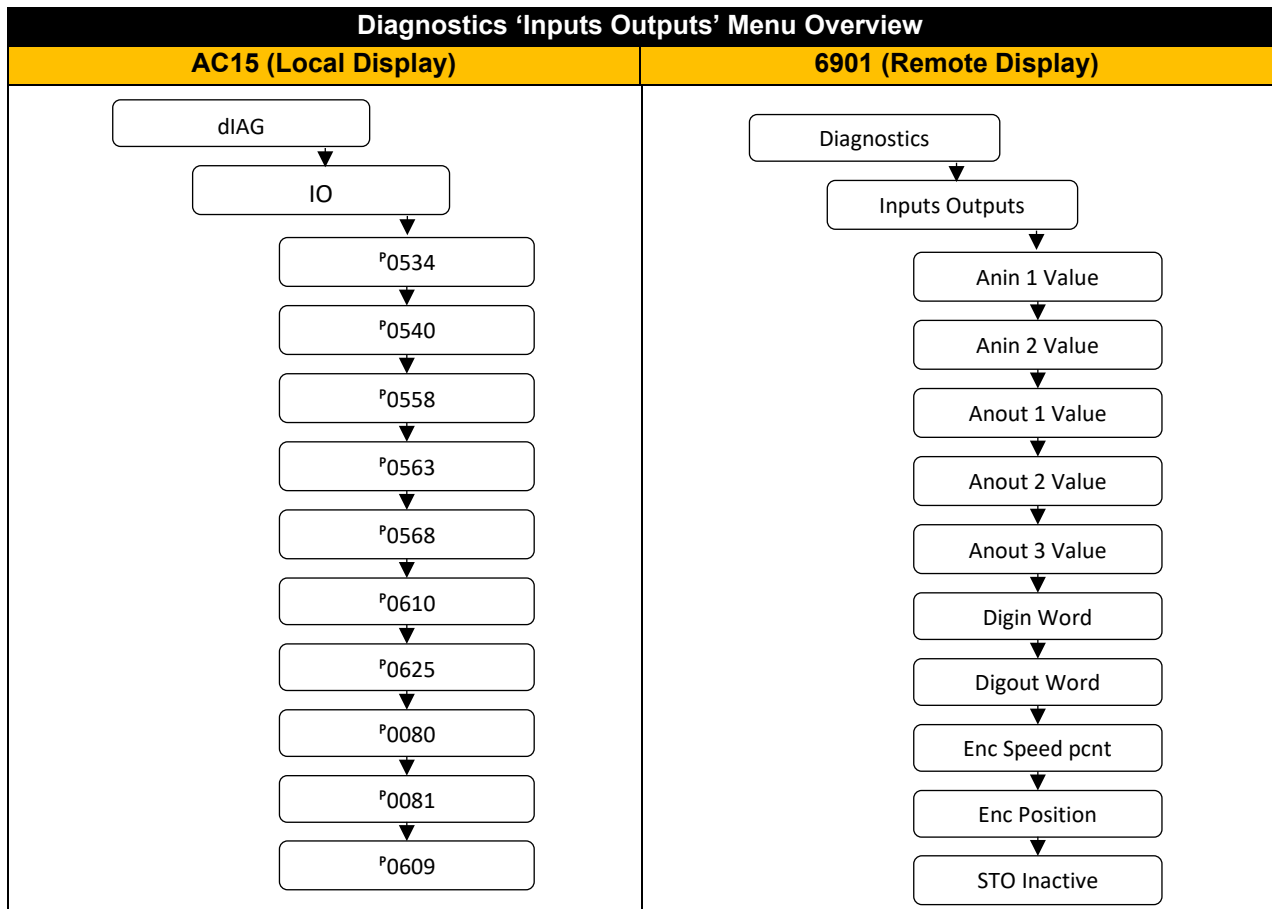 Diagnostics ‘Inputs Outputs’ Menu Overview
AC15 (Local Display)
6901 (Remote Display)
dIAG
IO
ᴾ0534
ᴾ0540
ᴾ0558
ᴾ0563
ᴾ0568
ᴾ0610
ᴾ0625
ᴾ0080
ᴾ0081
ᴾ0609
Diagnostics
Inputs Outputs
Anin 1 Value
Anin 2 Value
Anout 1 Value
Anout 2 Value
Anout 3 Value
Digin Word
Digout Word
Enc Speed pcnt
Enc Position
STO Inactive